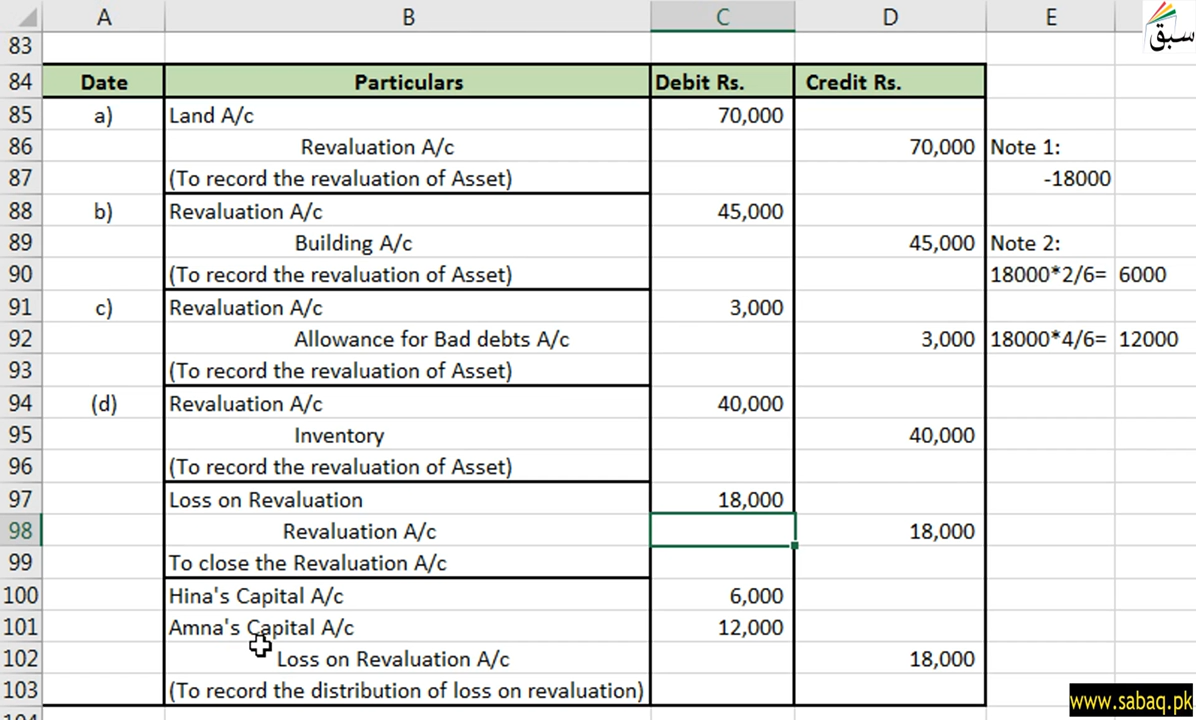 A B C D E
سبق
83
84 Date Particulars Debit Rs. Credit Rs.
85 a) Land A/c 70,000
86 Revaluation A/c 70,000 Note 1:
87 (To record the revaluation of Asset) -18000
88 b) Revaluation A/c 45,000
89 Building A/c 45,000 Note 2:
90 (To record the revaluation of Asset) 18000*2/6= 6000
91 c) Revaluation A/c 3,000
92 Allowance for Bad debts A/c 3,000 18000*4/6= 12000
93 (To record the revaluation of Asset)
94 (d) Revaluation A/c 40,000
95 Inventory 40,000
96 (To record the revaluation of Asset)
97 Loss on Revaluation 18,000
98 Revaluation A/c 18,000
99 To close the Revaluation A/c
100 Hina's Capital A/c 6,000
101 Amna's Capital A/c 12,000
102 Loss on Revaluation A/c 18,000
103 (To record the distribution of loss on revaluation)
www.sabaq.pk